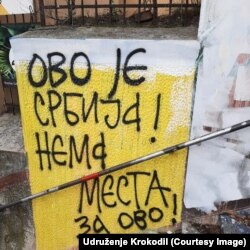 ОВО ЈЕ
СРБИЈА!
НЕМА
МЕСТА
ЗА ОВО!
Udruženje Krokodil (Courtesy Image)